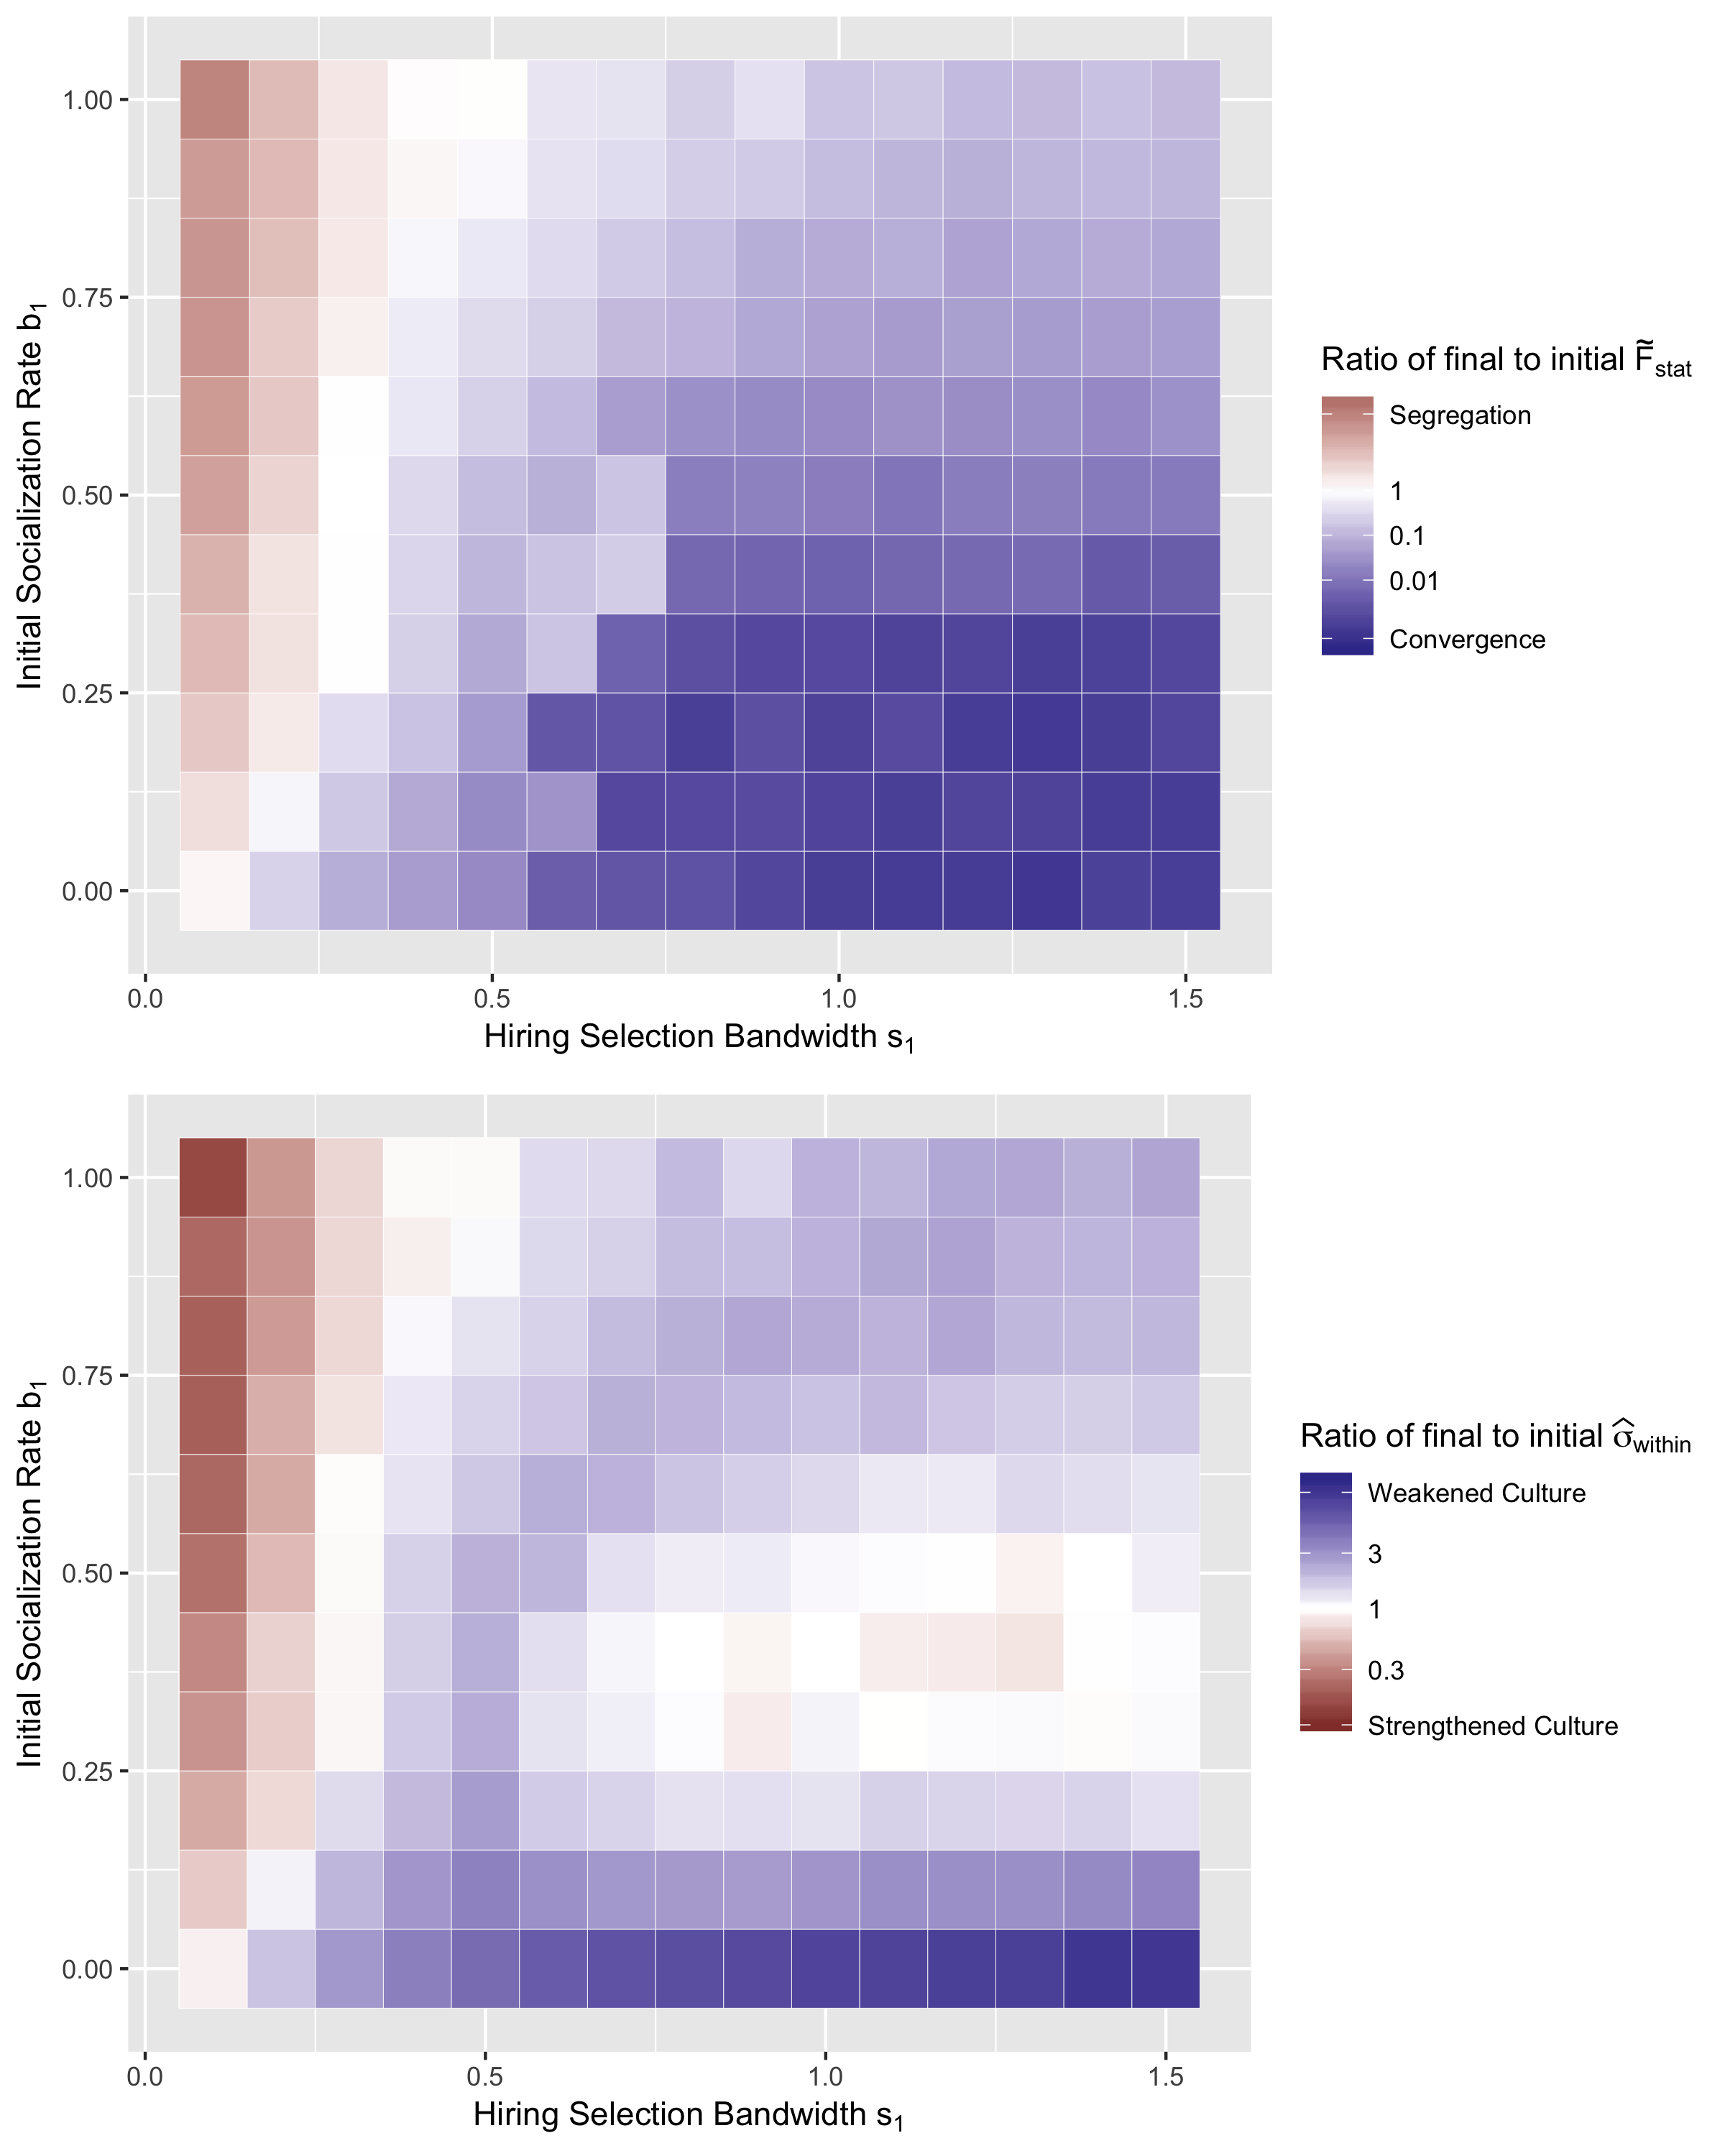 1.00
0.75
0.50
0.25
0.00
Initial Socialization Rate b₁
0.0 0.5 1.0 1.5
Hiring Selection Bandwidth s₁
Ratio of final to initial F̃̃stat
Segregation
1
0.1
0.01
Convergence
1.00
0.75
0.50
0.25
0.00
Initial Socialization Rate b₁
0.0 0.5 1.0 1.5
Hiring Selection Bandwidth s₁
Ratio of final to initial σ̂within
Weakened Culture
3
1
0.3
Strengthened Culture